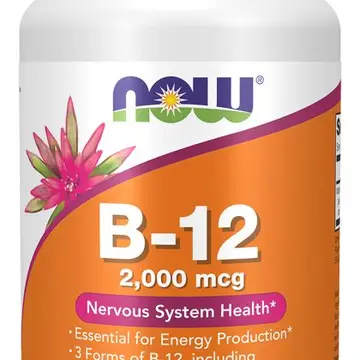 now®
B-12
2,000 mcg
Nervous System Health*
•Essential for Energy Production*
•3 Forms of B-12, including